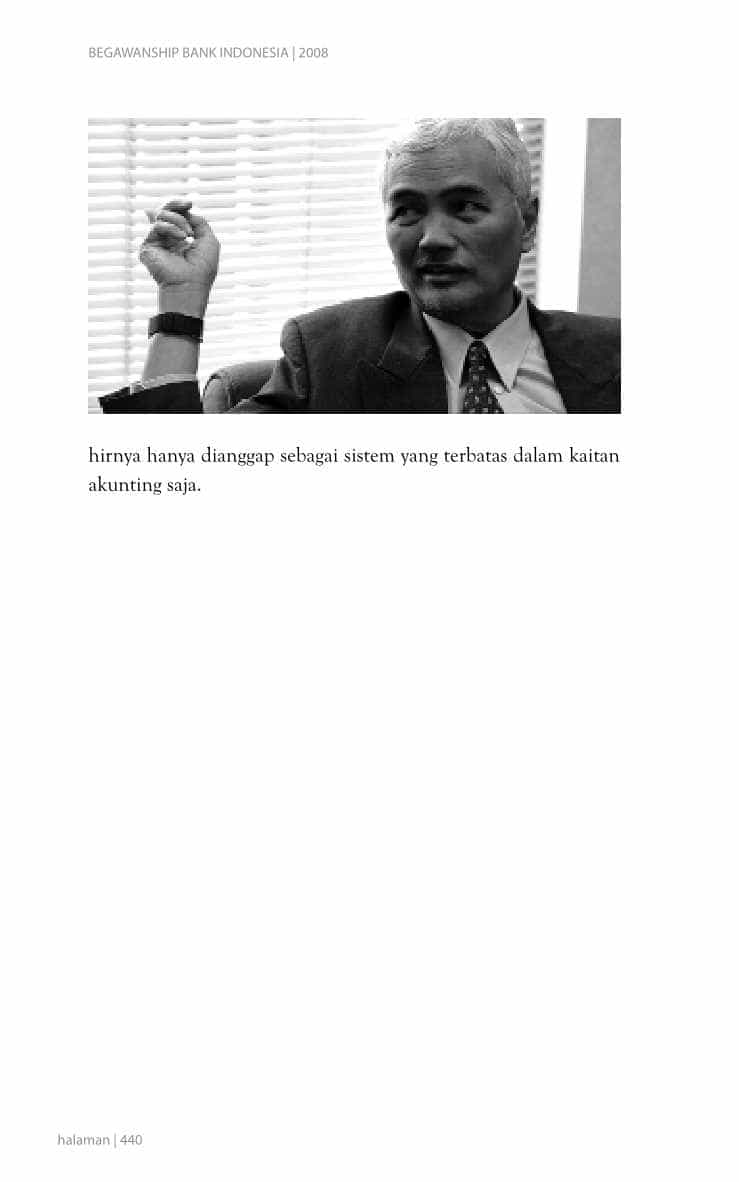 BEGAWANSHIP BANK INDONESIA | 2008
hirnya hanya dianggap sebagai sistem yang terbatas dalam kaitan
akunting saja.
halaman | 440